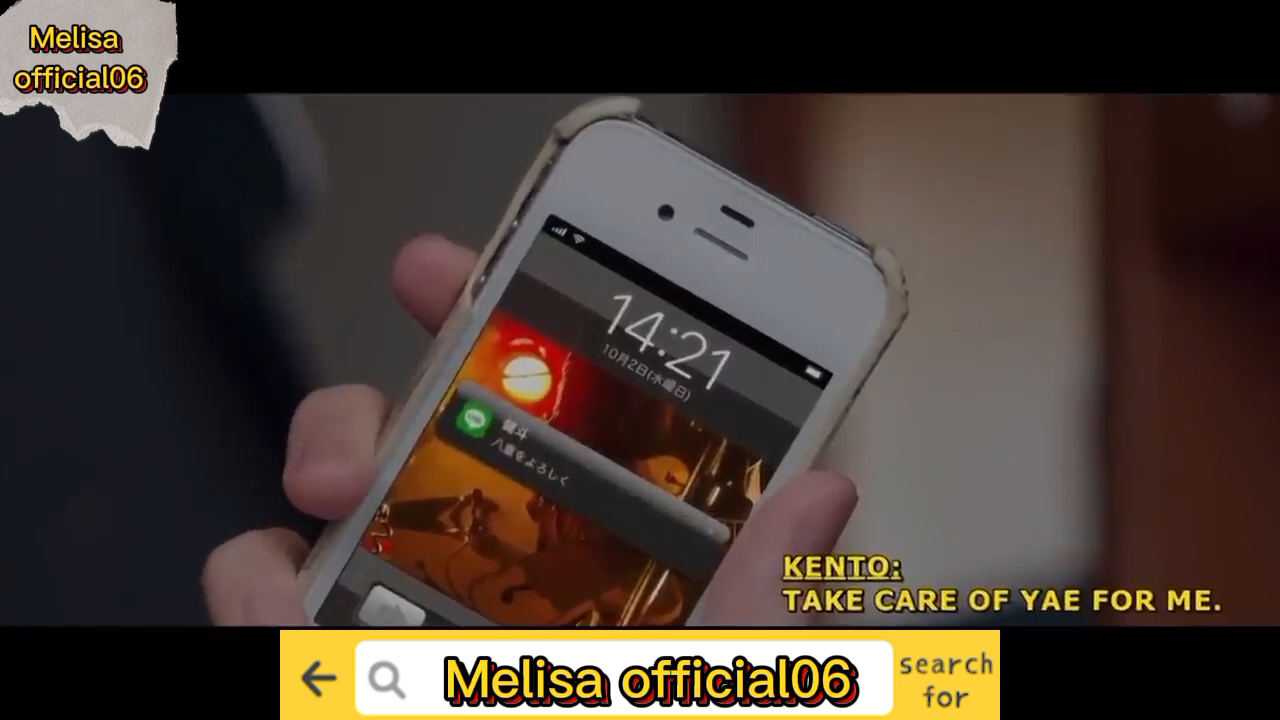 Melisa
official06
14:21
10月2日(水曜日)
LINE
健斗
八重をよろしく
KENTO:
TAKE CARE OF YAE FOR ME.
Melisa official06
search
for